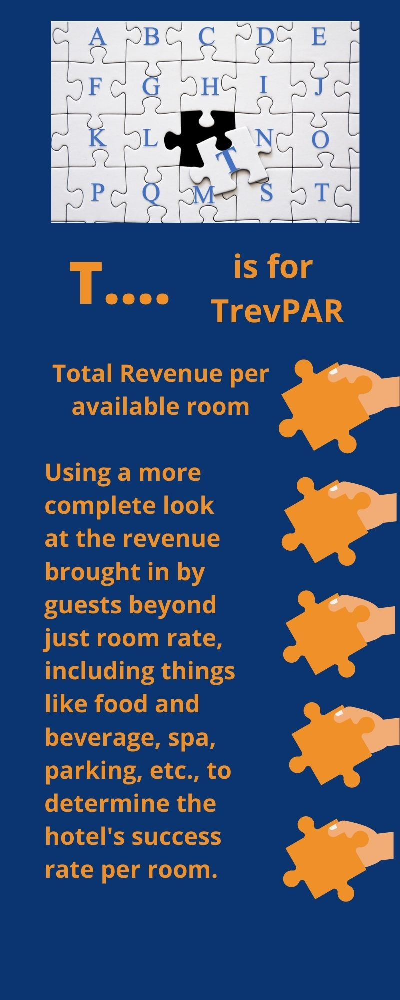 A B C D E
F G H I J
K L N O
T
P Q M S T
T....
is for
TrevPAR
Total Revenue per
available room
Using a more
complete look
at the revenue
brought in by
guests beyond
just room rate,
including things
like food and
beverage, spa,
parking, etc., to
determine the
hotel's success
rate per room.